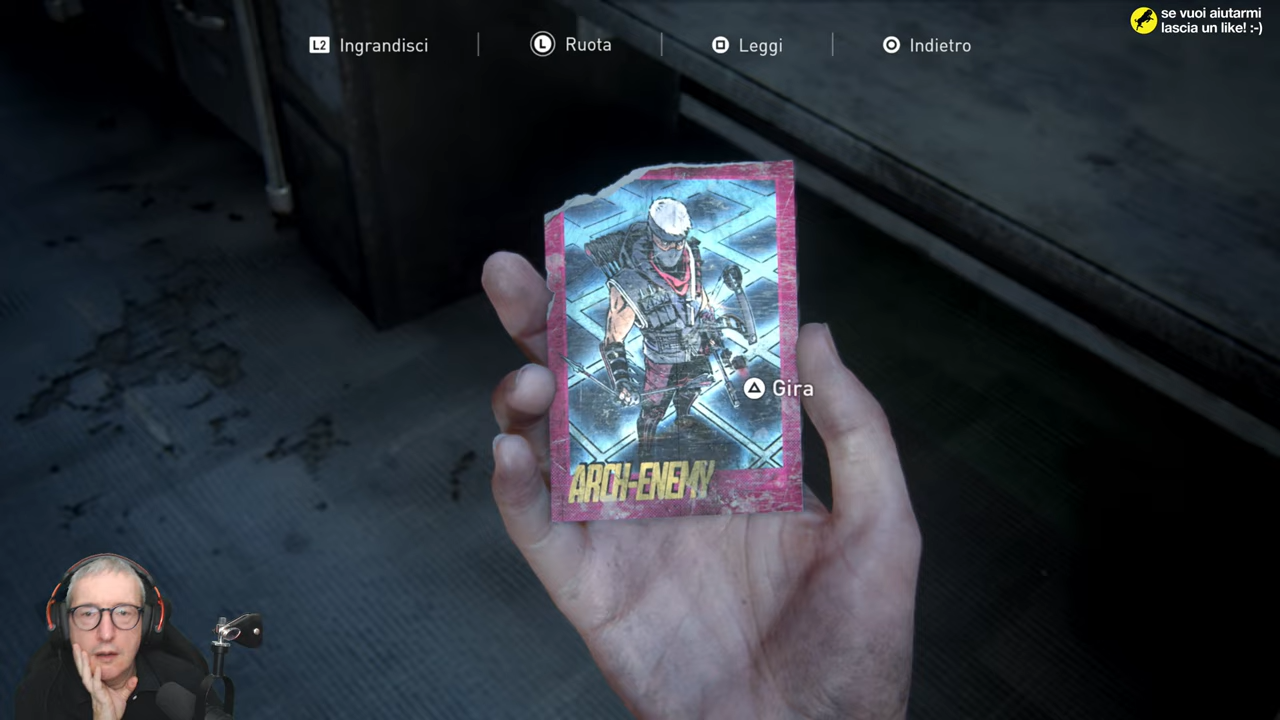 L2 Ingrandisci
L Ruota
Leggi
Indietro
se vuoi aiutarmi
lascia un like! :-)
Gira
ARCH-ENEMY